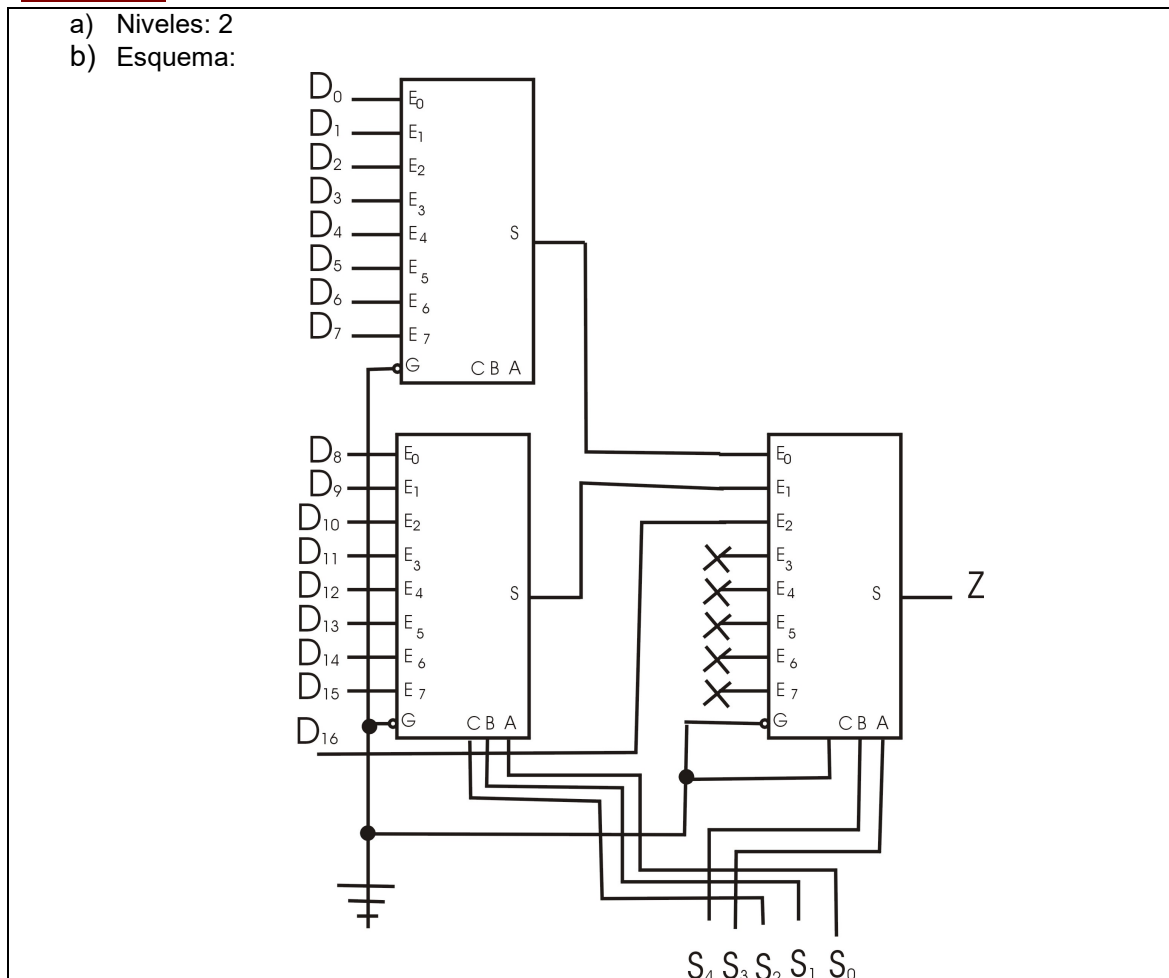 a) Niveles: 2
b) Esquema:
D0 E0
D1 E1
D2 E2
D3 E3
D4 E4 S
D5 E5
D6 E6
D7 E7
G C B A
D8 E0 E0
D9 E1 E1
D10 E2 E2
D11 E3 E3
D12 E4 S E4 S Z
D13 E5 E5
D14 E6 E6
D15 E7 E7
G C B A G C B A
D16
S4 S3 S2 S1 S0